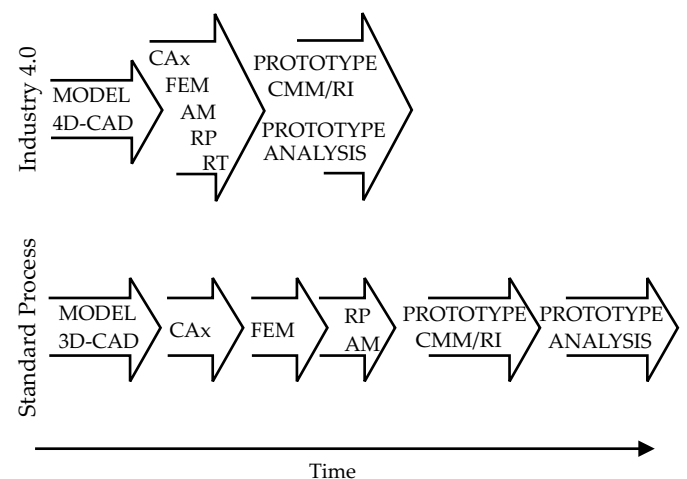 Industry 4.0
MODEL
4D-CAD
CAx
FEM
AM
RP
RT
PROTOTYPE
CMM/RI
PROTOTYPE
ANALYSIS
Standard Process
MODEL
3D-CAD
CAx
FEM
RP
AM
PROTOTYPE
CMM/RI
PROTOTYPE
ANALYSIS
Time